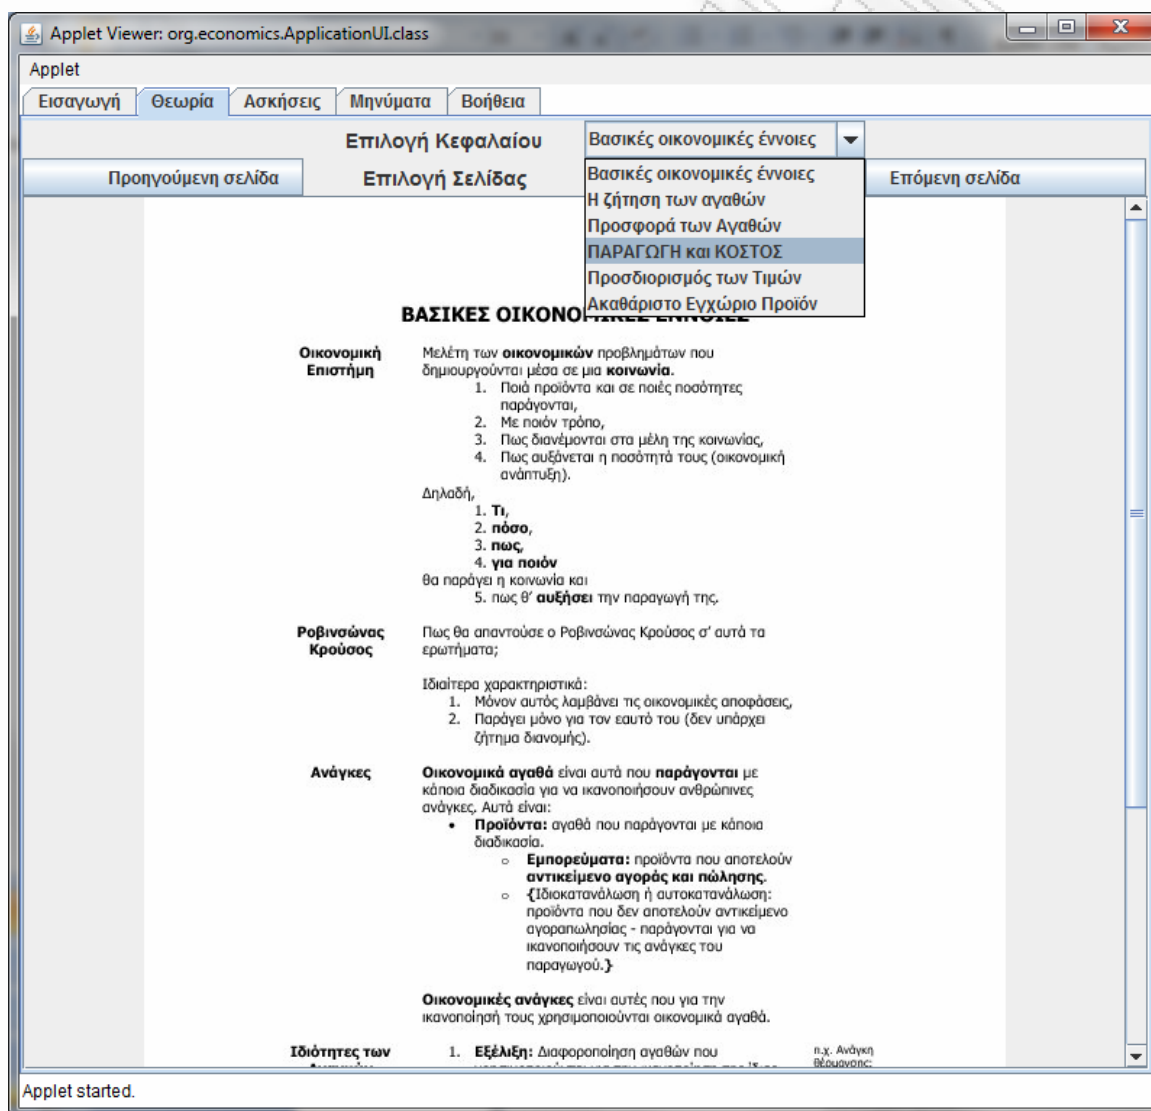 Applet Viewer: org.economics.ApplicationUI.class
Applet
Εισαγωγή Θεωρία Ασκήσεις Μηνύματα Βοήθεια
Επιλογή Κεφαλαίου Βασικές οικονομικές έννοιες
Προηγούμενη σελίδα Επιλογή Σελίδας Επόμενη σελίδα
Βασικές οικονομικές έννοιες
Η ζήτηση των αγαθών
Προσφορά των Αγαθών
ΠΑΡΑΓΩΓΗ και ΚΟΣΤΟΣ
Προσδιορισμός των Τιμών
Ακαθάριστο Εγχώριο Προϊόν
ΒΑΣΙΚΕΣ
Οικονομική Μελέτη των οικονομικών προβλημάτων που
Επιστήμη δημιουργούνται μέσα σε μια κοινωνία.
1. Ποιά προϊόντα και σε ποιές ποσότητες
παράγονται,
2. Με ποιόν τρόπο,
3. Πως διανέμονται στα μέλη της κοινωνίας,
4. Πως αυξάνεται η ποσότητά τους (οικονομική
ανάπτυξη).
Δηλαδή,
1. Τι,
2. πόσο,
3. πως,
4. για ποιόν
θα παράγει η κοινωνία και
5. πως θ' αυξήσει την παραγωγή της.
Ροβινσώνας Πως θα απαντούσε ο Ροβινσώνας Κρούσος σ' αυτά τα
Κρούσος ερωτήματα;
Ιδιαίτερα χαρακτηριστικά:
1. Μόνον αυτός λαμβάνει τις οικονομικές αποφάσεις,
2. Παράγει μόνο για τον εαυτό του (δεν υπάρχει
ζήτημα διανομής).
Ανάγκες Οικονομικά αγαθά είναι αυτά που παράγονται με
κάποια διαδικασία για να ικανοποιήσουν ανθρώπινες
ανάγκες. Αυτά είναι:
• Προϊόντα: αγαθά που παράγονται με κάποια
διαδικασία.
o Εμπορεύματα: προϊόντα που αποτελούν
αντικείμενο αγοράς και πώλησης.
o {Ιδιοκατανάλωση ή αυτοκατανάλωση:
προϊόντα που δεν αποτελούν αντικείμενο
αγοραπωλησίας - παράγονται για να
ικανοποιήσουν τις ανάγκες του
παραγωγού.}
Οικονομικές ανάγκες είναι αυτές που για την
ικανοποίησή τους χρησιμοποιούνται οικονομικά αγαθά.
Ιδιότητες των 1. Εξέλιξη: Διαφοροποίηση αγαθών που π.χ. Ανάγκη
θέρμανσης:
Applet started.